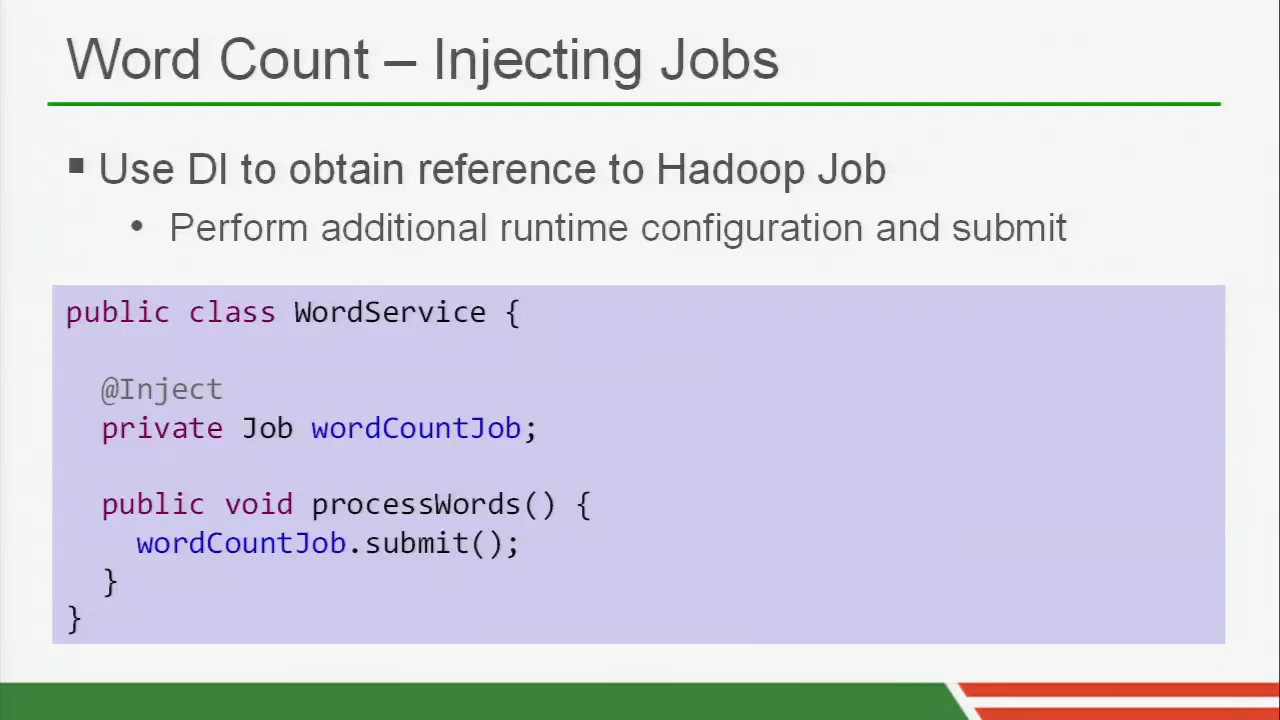 Word Count – Injecting Jobs
▪ Use DI to obtain reference to Hadoop Job
• Perform additional runtime configuration and submit
public class WordService {
@Inject
private Job wordCountJob;
public void processWords() {
wordCountJob.submit();
}
}